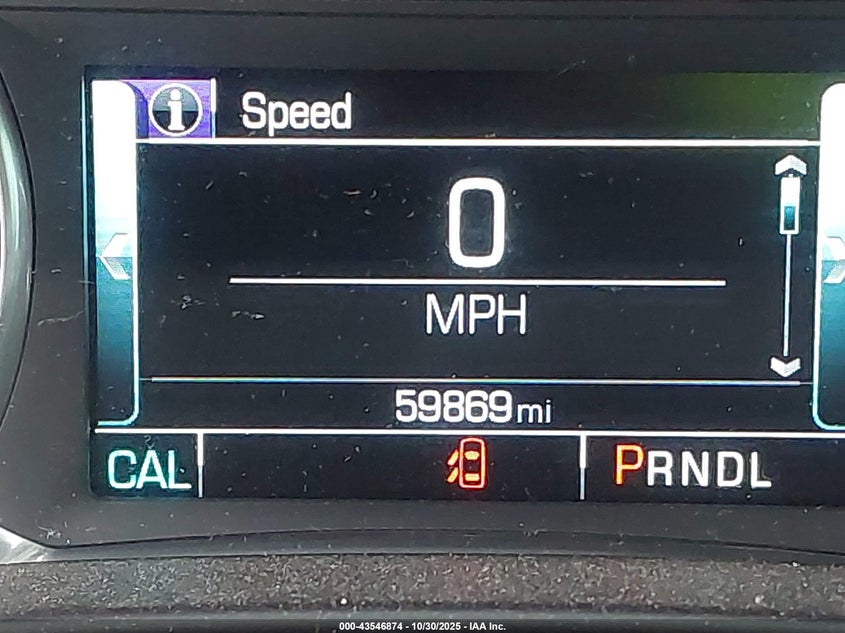 i Speed
0
MPH
59869 mi
CAL PRNDL
000-43546874 - 10/30/2025 - IAA Inc.